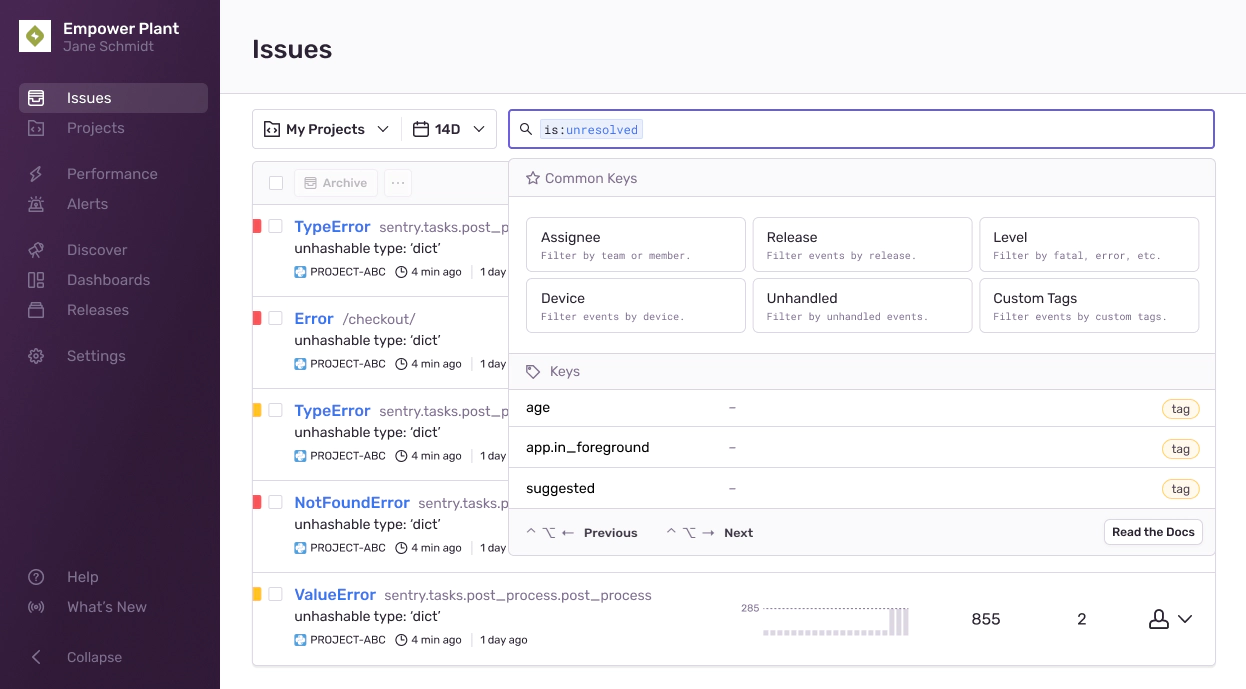 Empower Plant
Jane Schmidt
Issues
Projects
Performance
Alerts
Discover
Dashboards
Releases
Settings
Help
What's New
Collapse
Issues
My Projects
14D
is:unresolved
Archive
Common Keys
Assignee
Filter by team or member.
Release
Filter events by release.
Level
Filter by fatal, error, etc.
Device
Filter events by device.
Unhandled
Filter by unhandled events.
Custom Tags
Filter events by custom tags.
Keys
age – tag
app.in_foreground – tag
suggested – tag
^ ⌥ ← Previous ^ ⌥ → Next
Read the Docs
TypeError sentry.tasks.post_p
unhashable type: ‘dict’
PROJECT-ABC 4 min ago 1 day
Error /checkout/
unhashable type: ‘dict’
PROJECT-ABC 4 min ago 1 day
TypeError sentry.tasks.post_p
unhashable type: ‘dict’
PROJECT-ABC 4 min ago 1 day
NotFoundError sentry.tasks.p
unhashable type: ‘dict’
PROJECT-ABC 4 min ago 1 day
ValueError sentry.tasks.post_process.post_process
unhashable type: ‘dict’
PROJECT-ABC 4 min ago 1 day ago
285
855
2